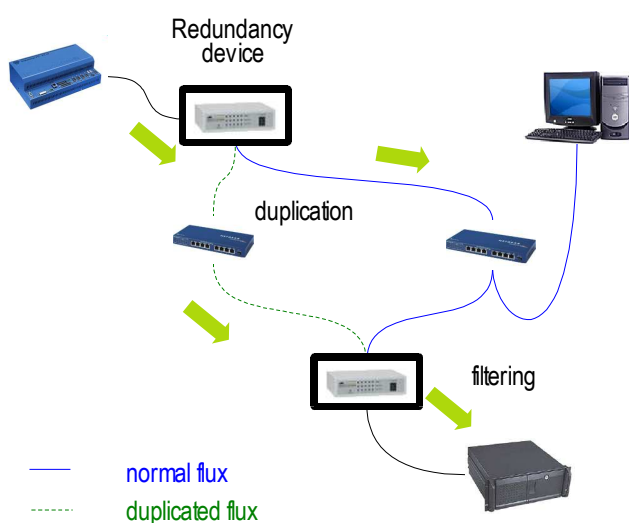 Redundancy
device
duplication
filtering
normal flux
duplicated flux